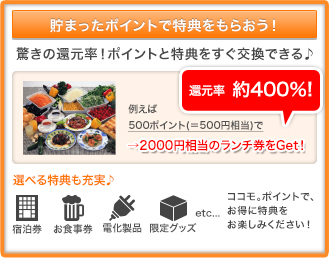 貯まったポイントで特典をもらおう！
驚きの還元率！ポイントと特典をすぐ交換できる♪
還元率 約400%!
例えば
500ポイント(＝500円相当)で
→2000円相当のランチ券をGet！
選べる特典も充実♪
宿泊券 お食事券 電化製品 限定グッズ etc...
ココモ。ポイントで、
お得に特典を
お楽しみください！